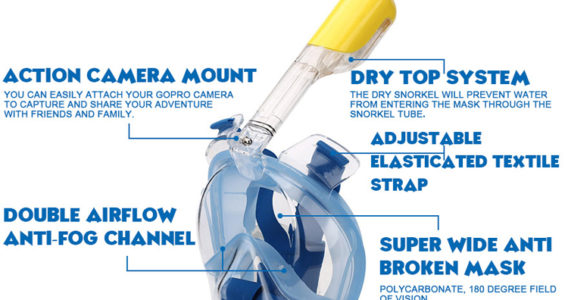 ACTION CAMERA MOUNT
YOU CAN EASILY ATTACH YOUR GOPRO CAMERA
TO CAPTURE AND SHARE YOUR ADVENTURE
WITH FRIENDS AND FAMILY.
DRY TOP SYSTEM
THE DRY SNORKEL WILL PREVENT WATER
FROM ENTERING THE MASK THROUGH THE
SNORKEL TUBE.
ADJUSTABLE
ELASTICATED TEXTILE
STRAP
DOUBLE AIRFLOW
ANTI-FOG CHANNEL
SUPER WIDE ANTI
BROKEN MASK
POLYCARBONATE, 180 DEGREE FIELD
OF VISION